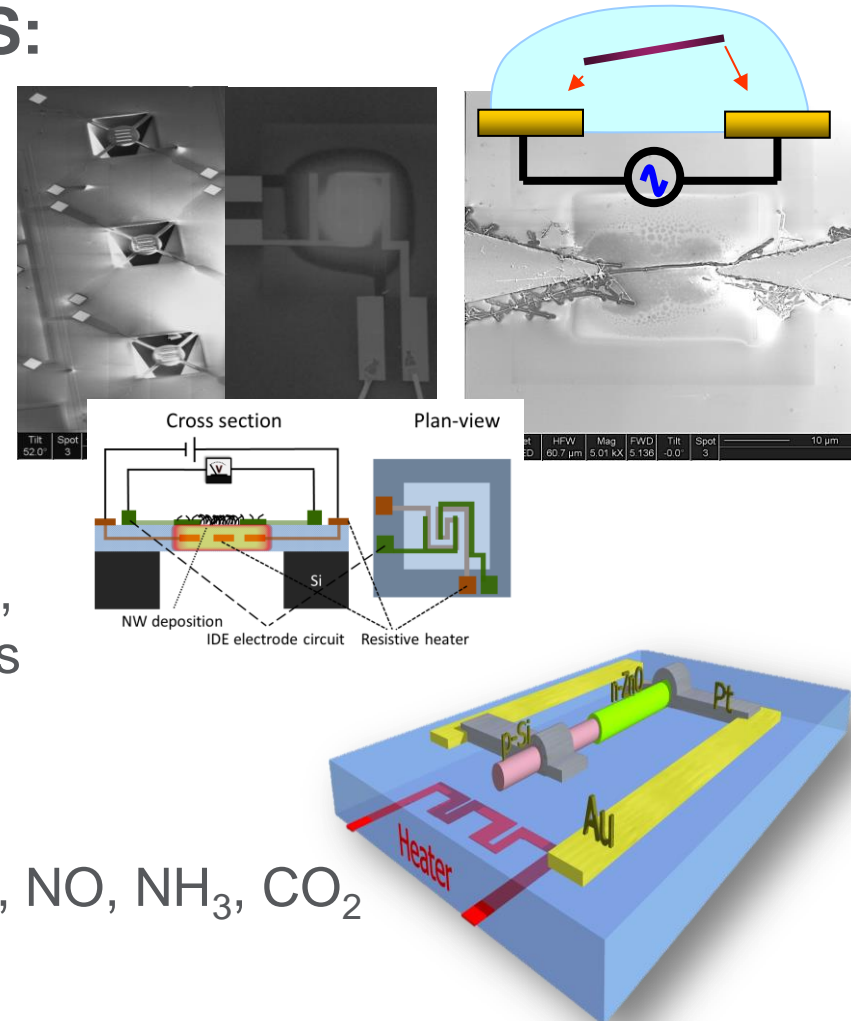 S:
Tilt Spot
52.0° 3
HFW Mag FWD Tilt Spot 10 µm
60.7 µm 5.01 kX 5.136 -0.0° 3
Cross section Plan-view
V
Si
NW deposition
IDE electrode circuit Resistive heater
,
s
n-ZnO
Pt
p-Si
Au
Heater
, NO, NH₃, CO₂